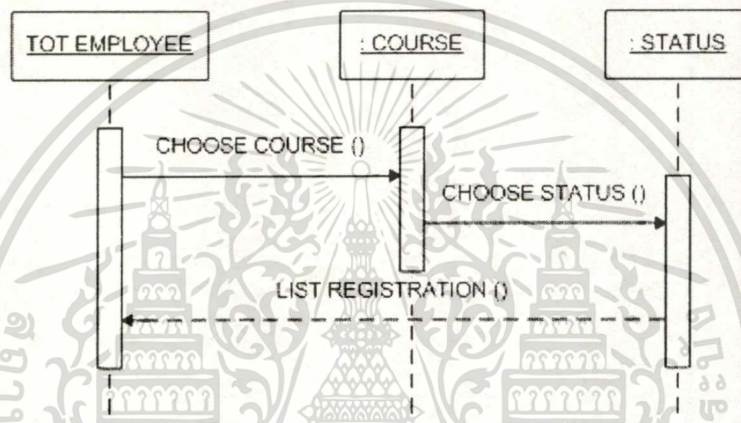 TOT EMPLOYEE
: COURSE
: STATUS
CHOOSE COURSE ()
CHOOSE STATUS ()
LIST REGISTRATION ()